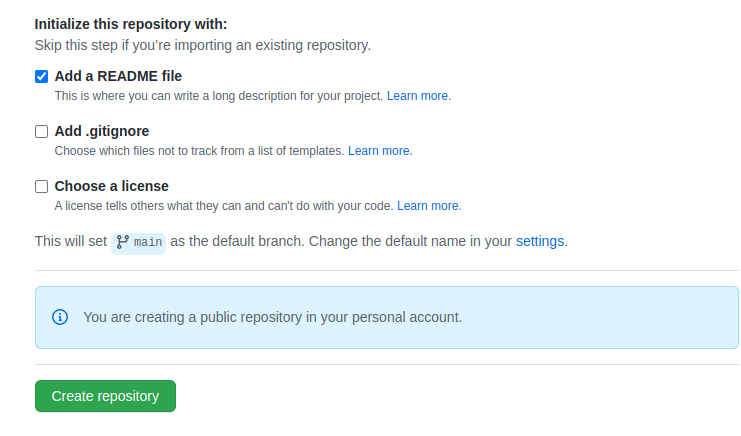 Initialize this repository with:
Skip this step if you’re importing an existing repository.
Add a README file
This is where you can write a long description for your project. Learn more.
Add .gitignore
Choose which files not to track from a list of templates. Learn more.
Choose a license
A license tells others what they can and can't do with your code. Learn more.
This will set main as the default branch. Change the default name in your settings.
You are creating a public repository in your personal account.
Create repository